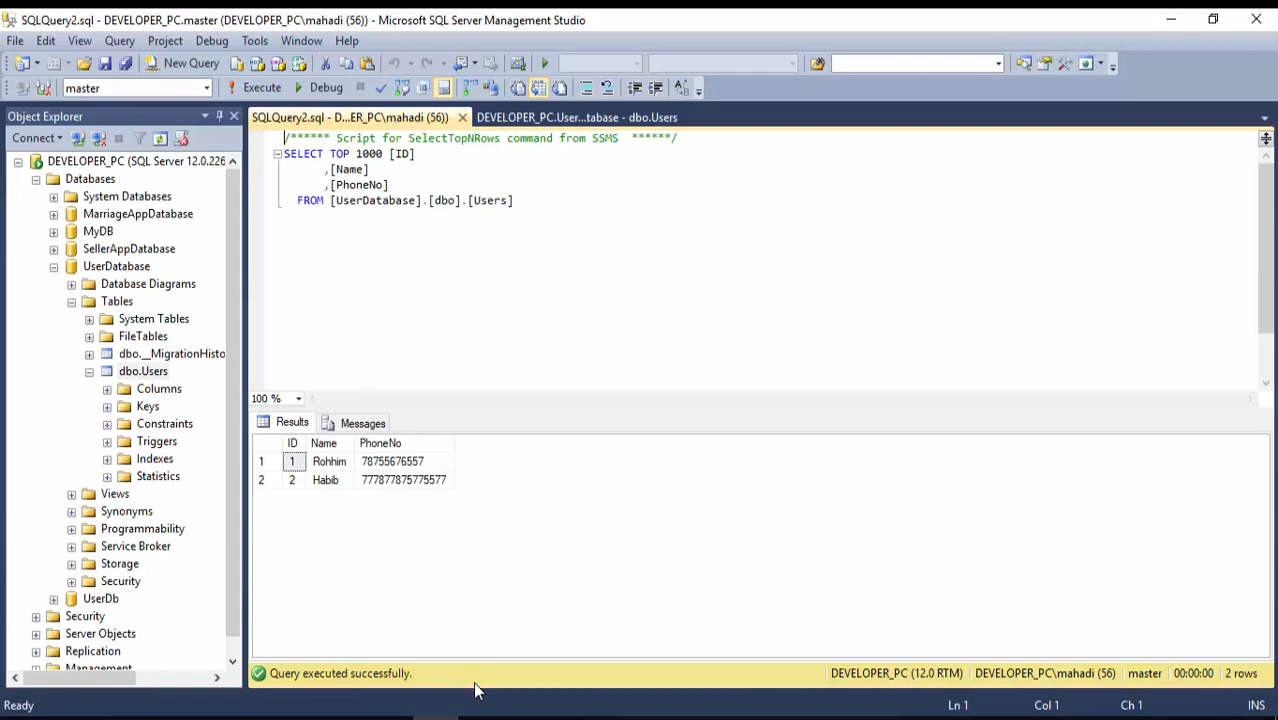 SQLQuery2.sql - DEVELOPER_PC.master (DEVELOPER_PC\mahadi (56)) - Microsoft SQL Server Management Studio
File Edit View Query Project Debug Tools Window Help
New Query
master Execute Debug
Object Explorer
Connect
DEVELOPER_PC (SQL Server 12.0.226
Databases
System Databases
MarriageAppDatabase
MyDB
SellerAppDatabase
UserDatabase
Database Diagrams
Tables
System Tables
FileTables
dbo.__MigrationHisto
dbo.Users
Columns
Keys
Constraints
Triggers
Indexes
Statistics
Views
Synonyms
Programmability
Service Broker
Storage
Security
UserDb
Security
Server Objects
Replication
Management
SQLQuery2.sql - D...ER_PC\mahadi (56)) DEVELOPER_PC.User...tabase - dbo.Users
/****** Script for SelectTopNRows command from SSMS ******/
SELECT TOP 1000 [ID]
,[Name]
,[PhoneNo]
FROM [UserDatabase].[dbo].[Users]
100 %
Results Messages
ID Name PhoneNo
1 1 Rohhim 78755676557
2 2 Habib 777877875775577
Query executed successfully. DEVELOPER_PC (12.0 RTM) DEVELOPER_PC\mahadi (56) master 00:00:00 2 rows
Ready Ln 1 Col 1 Ch 1 INS